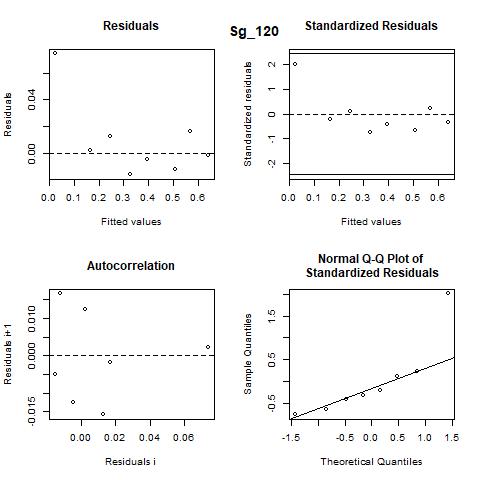 Sg_120
Residuals
Residuals
0.00
0.04
0.0 0.1 0.2 0.3 0.4 0.5 0.6
Fitted values
Standardized Residuals
Standardized residuals
-2 -1 0 1 2
0.0 0.1 0.2 0.3 0.4 0.5 0.6
Fitted values
Autocorrelation
Residuals i+1
-0.015 0.000 0.010
0.00 0.02 0.04 0.06
Residuals i
Normal Q-Q Plot of
Standardized Residuals
Sample Quantiles
-0.5 0.5 1.5
-1.5 -0.5 0.0 0.5 1.0 1.5
Theoretical Quantiles